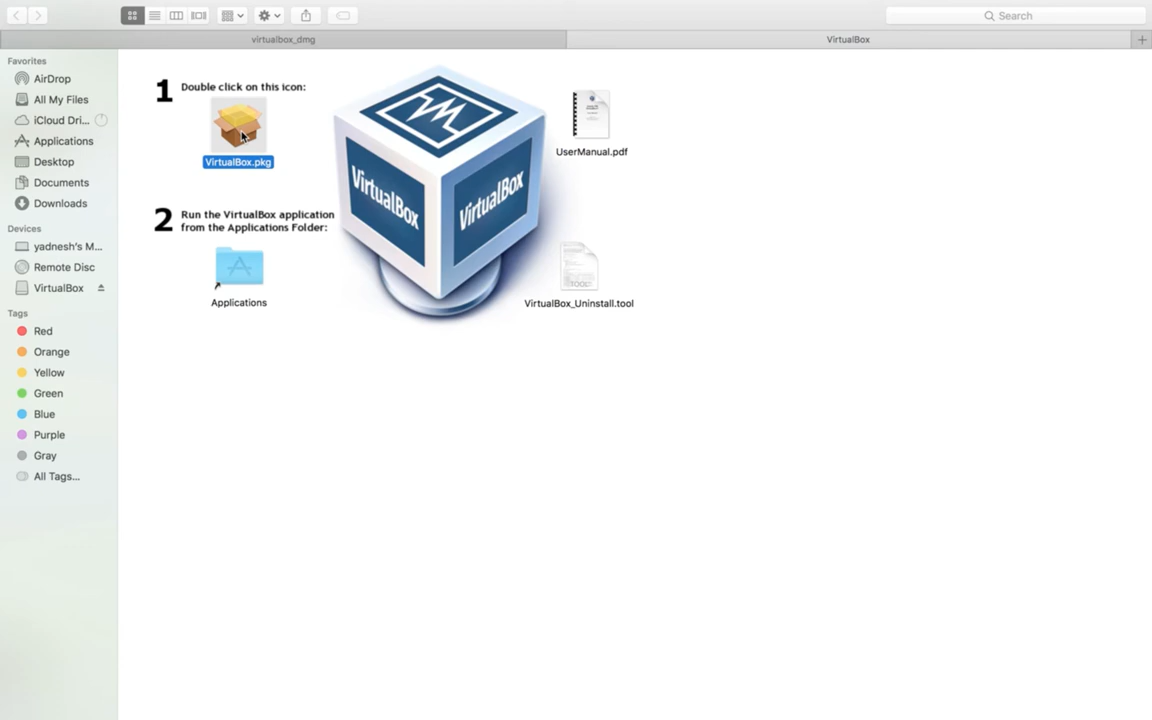 Search
virtualbox_dmg
VirtualBox
Favorites
AirDrop
All My Files
iCloud Dri...
Applications
Desktop
Documents
Downloads
Devices
yadnesh's M...
Remote Disc
VirtualBox
Tags
Red
Orange
Yellow
Green
Blue
Purple
Gray
All Tags...
1 Double click on this icon:
VirtualBox.pkg
2 Run the VirtualBox application
from the Applications Folder:
Applications
VirtualBox
VirtualBox
UserManual.pdf
TOOL
VirtualBox_Uninstall.tool